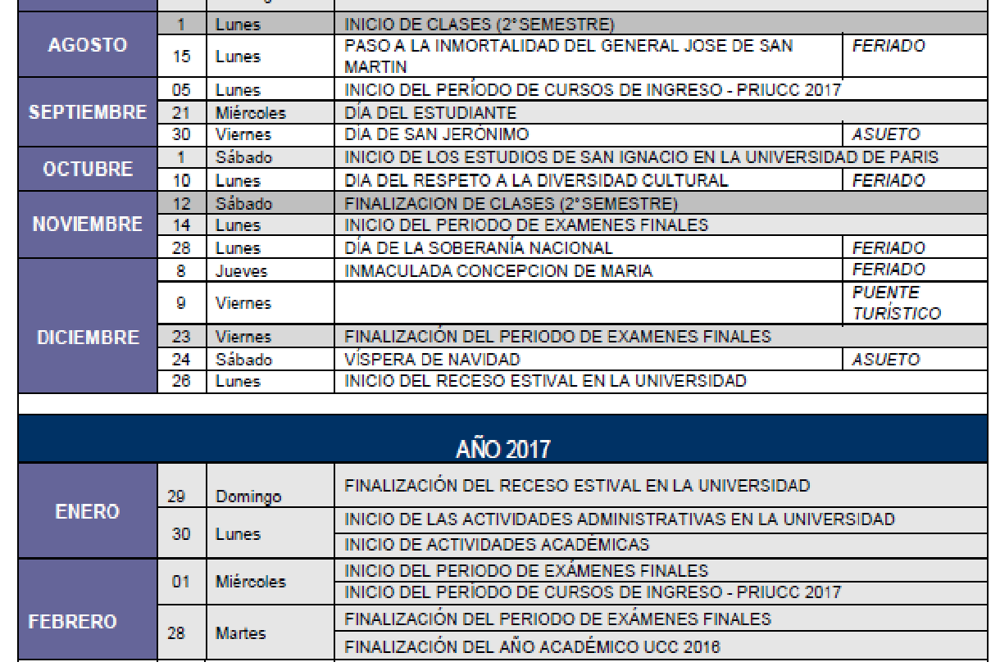 AGOSTO
1 Lunes INICIO DE CLASES (2° SEMESTRE)
15 Lunes PASO A LA INMORTALIDAD DEL GENERAL JOSE DE SAN FERIADO
MARTIN
SEPTIEMBRE
05 Lunes INICIO DEL PERÍODO DE CURSOS DE INGRESO - PRIUCC 2017
21 Miércoles DÍA DEL ESTUDIANTE
30 Viernes DÍA DE SAN JERÓNIMO ASUETO
OCTUBRE
1 Sábado INICIO DE LOS ESTUDIOS DE SAN IGNACIO EN LA UNIVERSIDAD DE PARIS
10 Lunes DIA DEL RESPETO A LA DIVERSIDAD CULTURAL FERIADO
NOVIEMBRE
12 Sábado FINALIZACION DE CLASES (2° SEMESTRE)
14 Lunes INICIO DEL PERIODO DE EXAMENES FINALES
28 Lunes DÍA DE LA SOBERANÍA NACIONAL FERIADO
DICIEMBRE
8 Jueves INMACULADA CONCEPCION DE MARIA FERIADO
9 Viernes PUENTE
TURÍSTICO
23 Viernes FINALIZACIÓN DEL PERIODO DE EXAMENES FINALES
24 Sábado VÍSPERA DE NAVIDAD ASUETO
26 Lunes INICIO DEL RECESO ESTIVAL EN LA UNIVERSIDAD
AÑO 2017
ENERO
29 Domingo FINALIZACIÓN DEL RECESO ESTIVAL EN LA UNIVERSIDAD
30 Lunes INICIO DE LAS ACTIVIDADES ADMINISTRATIVAS EN LA UNIVERSIDAD
INICIO DE ACTIVIDADES ACADÉMICAS
FEBRERO
01 Miércoles INICIO DEL PERIODO DE EXÁMENES FINALES
INICIO DEL PERÍODO DE CURSOS DE INGRESO - PRIUCC 2017
28 Martes FINALIZACIÓN DEL PERIODO DE EXÁMENES FINALES
FINALIZACIÓN DEL AÑO ACADÉMICO UCC 2016